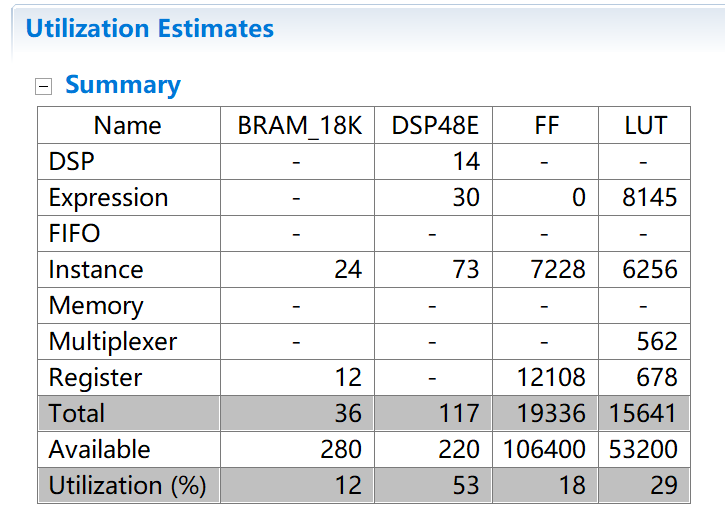 Utilization Estimates
Summary
Name BRAM_18K DSP48E FF LUT
DSP - 14 - -
Expression - 30 0 8145
FIFO - - - -
Instance 24 73 7228 6256
Memory - - - -
Multiplexer - - - 562
Register 12 - 12108 678
Total 36 117 19336 15641
Available 280 220 106400 53200
Utilization (%) 12 53 18 29